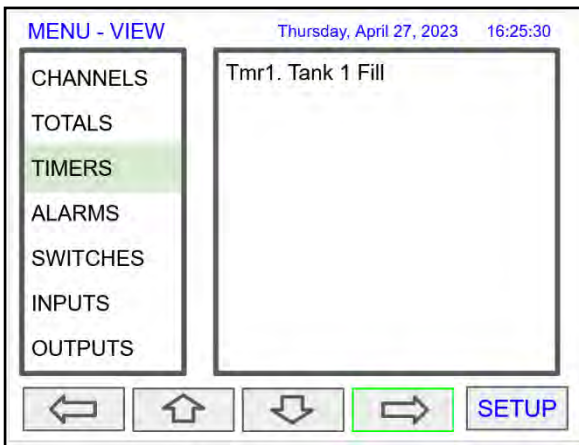 MENU - VIEW
Thursday, April 27, 2023 16:25:30
CHANNELS
TOTALS
TIMERS
ALARMS
SWITCHES
INPUTS
OUTPUTS
Tmr1. Tank 1 Fill
SETUP